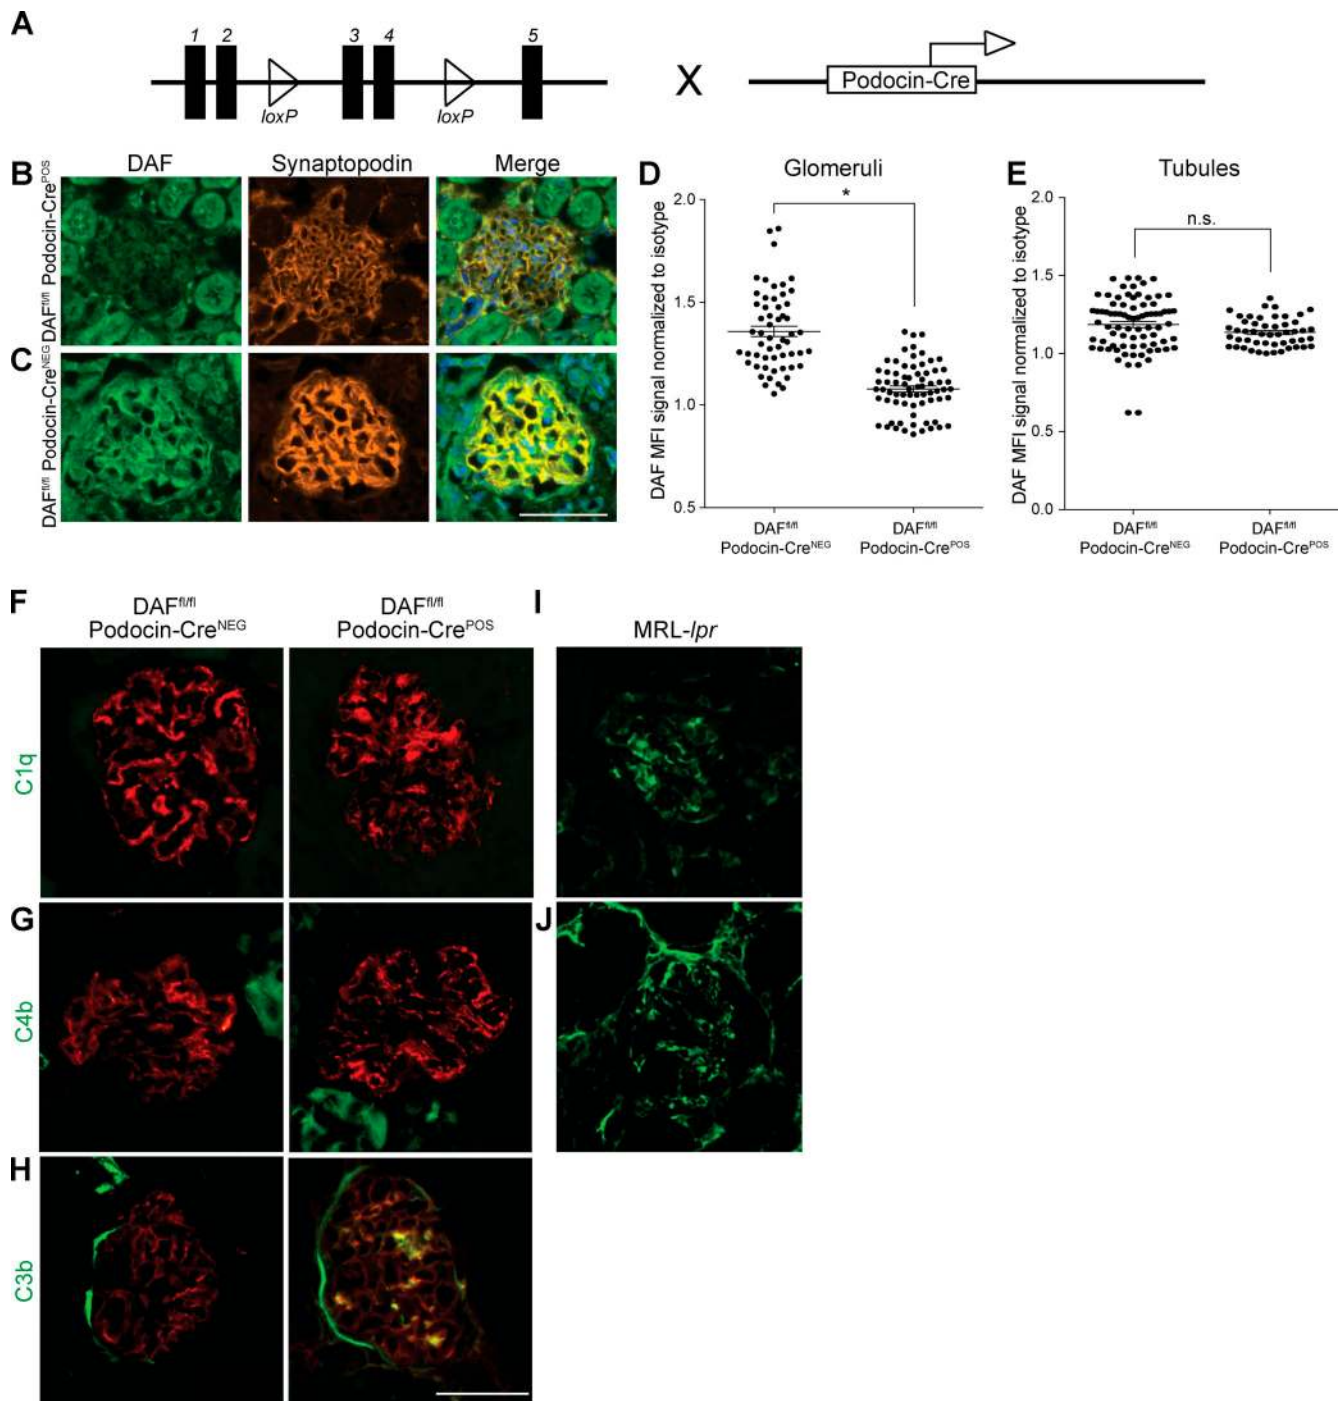 A
1 2 3 4 5
loxP loxP
X
Podocin-Cre
B
DAF Synaptopodin Merge
DAFfl/fl Podocin-CrePOS
C
DAFfl/fl Podocin-CreNEG
D
Glomeruli
*
DAF MFI signal normalized to isotype
2.0
1.5
1.0
0.5
DAFfl/fl
Podocin-CreNEG
DAFfl/fl
Podocin-CrePOS
E
Tubules
n.s.
DAF MFI signal normalized to isotype
2.0
1.5
1.0
0.5
0.0
DAFfl/fl
Podocin-CreNEG
DAFfl/fl
Podocin-CrePOS
F
DAFfl/fl
Podocin-CreNEG
DAFfl/fl
Podocin-CrePOS
I
MRL-lpr
C1q
G
C4b
J
H
C3b